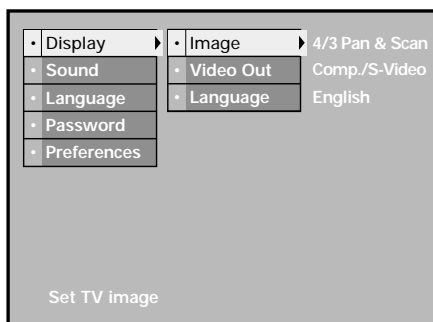 • Display • Image 4/3 Pan & Scan
• Sound • Video Out Comp./S-Video
• Language • Language English
• Password
• Preferences
Set TV image